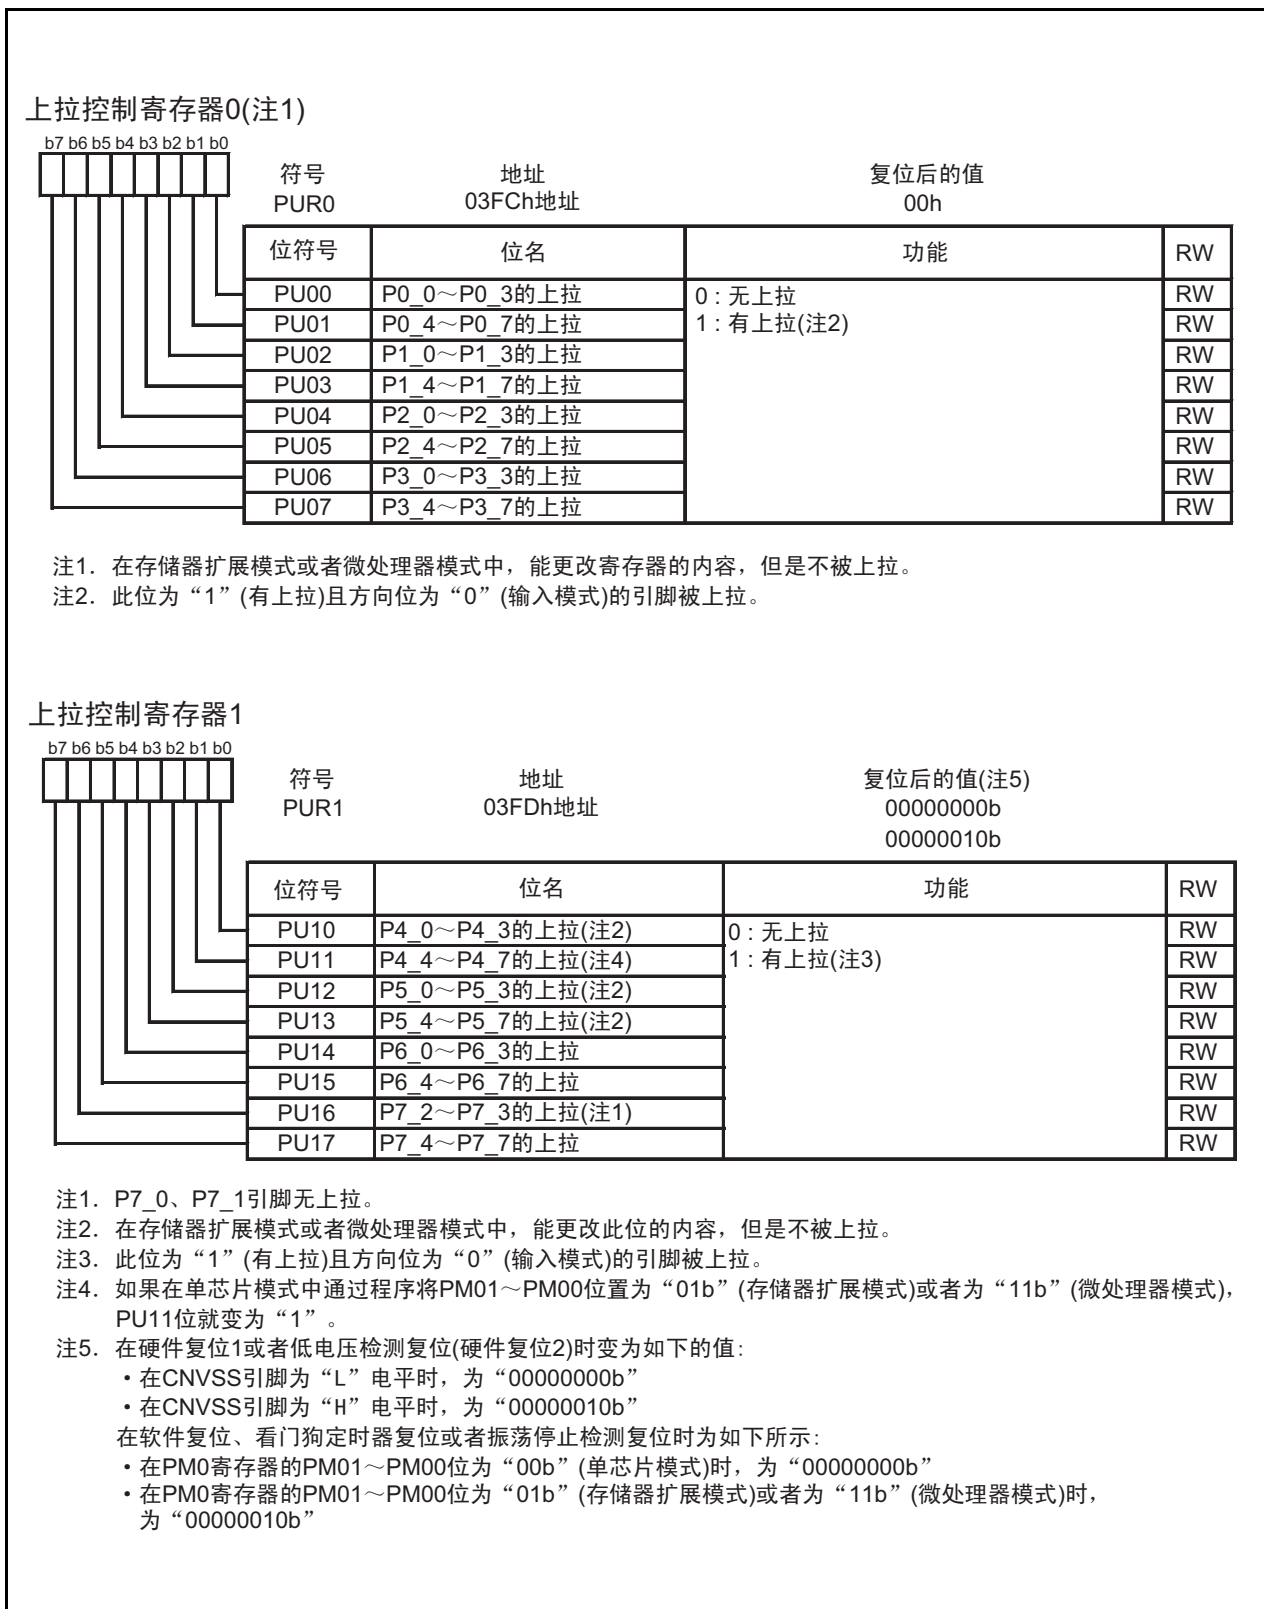 上拉控制寄存器0(注1)
b7 b6 b5 b4 b3 b2 b1 b0
符号 地址 复位后的值
PUR0 03FCh地址 00h
位符号 位名 功能 RW
PU00 P0_0～P0_3的上拉 0 : 无上拉 RW
PU01 P0_4～P0_7的上拉 1 : 有上拉(注2) RW
PU02 P1_0～P1_3的上拉 RW
PU03 P1_4～P1_7的上拉 RW
PU04 P2_0～P2_3的上拉 RW
PU05 P2_4～P2_7的上拉 RW
PU06 P3_0～P3_3的上拉 RW
PU07 P3_4～P3_7的上拉 RW
注1. 在存储器扩展模式或者微处理器模式中，能更改寄存器的内容，但是不被上拉。
注2. 此位为“1”(有上拉)且方向位为“0”(输入模式)的引脚被上拉。
上拉控制寄存器1
b7 b6 b5 b4 b3 b2 b1 b0
符号 地址 复位后的值(注5)
PUR1 03FDh地址 00000000b
00000010b
位符号 位名 功能 RW
PU10 P4_0～P4_3的上拉(注2) 0 : 无上拉 RW
PU11 P4_4～P4_7的上拉(注4) 1 : 有上拉(注3) RW
PU12 P5_0～P5_3的上拉(注2) RW
PU13 P5_4～P5_7的上拉(注2) RW
PU14 P6_0～P6_3的上拉 RW
PU15 P6_4～P6_7的上拉 RW
PU16 P7_2～P7_3的上拉(注1) RW
PU17 P7_4～P7_7的上拉 RW
注1. P7_0、P7_1引脚无上拉。
注2. 在存储器扩展模式或者微处理器模式中，能更改此位的内容，但是不被上拉。
注3. 此位为“1”(有上拉)且方向位为“0”(输入模式)的引脚被上拉。
注4. 如果在单芯片模式中通过程序将PM01～PM00位置为“01b”(存储器扩展模式)或者为“11b”(微处理器模式)，
PU11位就变为“1”。
注5. 在硬件复位1或者低电压检测复位(硬件复位2)时变为如下的值：
•在CNVSS引脚为“L”电平时，为“00000000b”
•在CNVSS引脚为“H”电平时，为“00000010b”
在软件复位、看门狗定时器复位或者振荡停止检测复位时为如下所示：
•在PM0寄存器的PM01～PM00位为“00b”(单芯片模式)时，为“00000000b”
•在PM0寄存器的PM01～PM00位为“01b”(存储器扩展模式)或者为“11b”(微处理器模式)时，
为“00000010b”